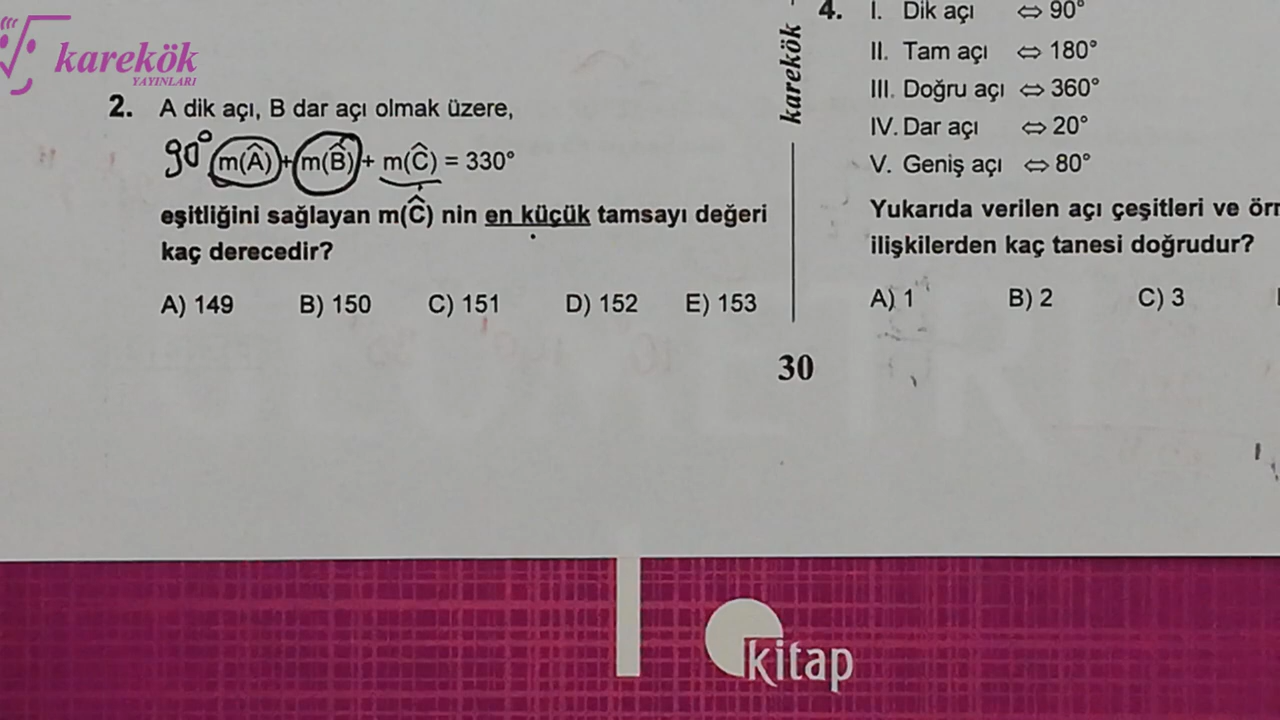 karekök
YAYINLARI
2. A dik açı, B dar açı olmak üzere,
90° m(Â) + m(B̂) + m(Ĉ) = 330°
eşitliğini sağlayan m(Ĉ) nin en küçük tamsayı değeri
kaç derecedir?
A) 149 B) 150 C) 151 D) 152 E) 153
karekök
30
4. I. Dik açı ⇔ 90°
II. Tam açı ⇔ 180°
III. Doğru açı ⇔ 360°
IV. Dar açı ⇔ 20°
V. Geniş açı ⇔ 80°
Yukarıda verilen açı çeşitleri ve ör
ilişkilerden kaç tanesi doğrudur?
A) 1 B) 2 C) 3
kitap